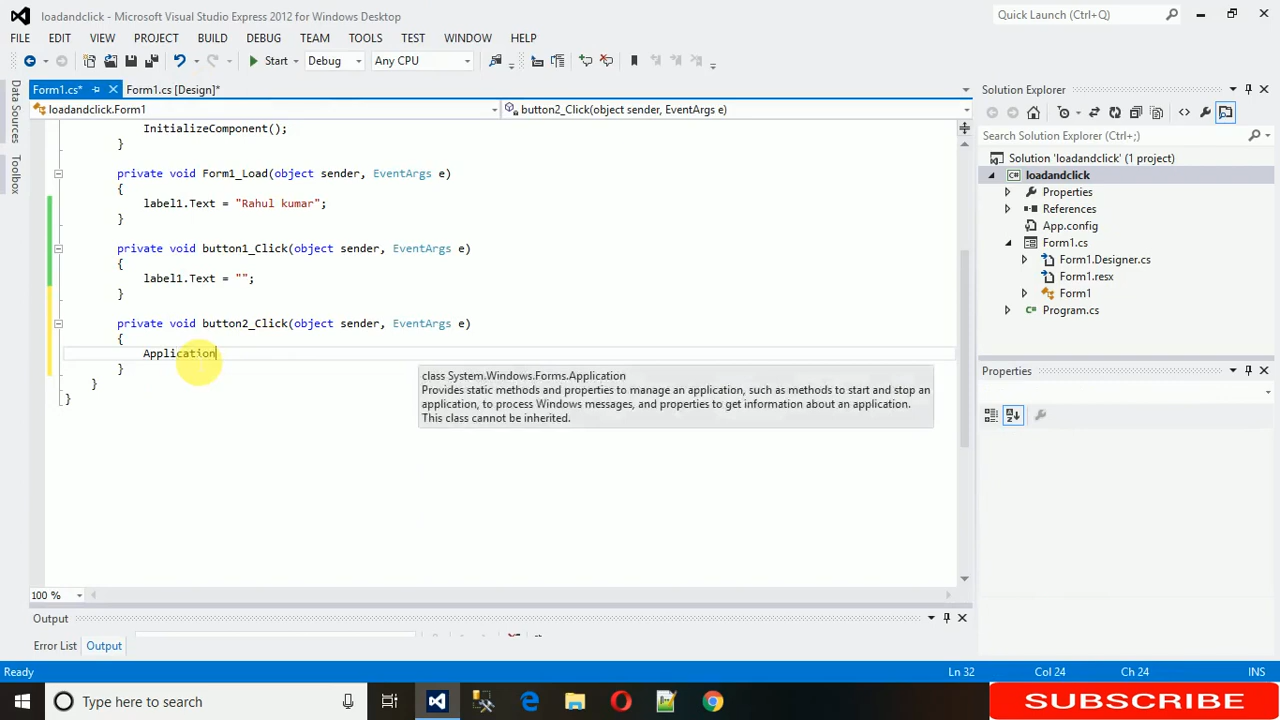 loadandclick - Microsoft Visual Studio Express 2012 for Windows Desktop
Quick Launch (Ctrl+Q)
FILE EDIT VIEW PROJECT BUILD DEBUG TEAM TOOLS TEST WINDOW HELP
Start Debug Any CPU
Form1.cs* Form1.cs [Design]*
loadandclick.Form1 button2_Click(object sender, EventArgs e)
Data Sources
Toolbox
InitializeComponent();
}
private void Form1_Load(object sender, EventArgs e)
{
label1.Text = "Rahul kumar";
}
private void button1_Click(object sender, EventArgs e)
{
label1.Text = "";
}
private void button2_Click(object sender, EventArgs e)
{
Application
}
}
}
class System.Windows.Forms.Application
Provides static methods and properties to manage an application, such as methods to start and stop an
application, to process Windows messages, and properties to get information about an application.
This class cannot be inherited.
100 %
Output
Error List Output
Solution Explorer
Search Solution Explorer (Ctrl+;)
Solution 'loadandclick' (1 project)
C# loadandclick
Properties
References
App.config
Form1.cs
Form1.Designer.cs
Form1.resx
Form1
C# Program.cs
Properties
Ready Ln 32 Col 24 Ch 24 INS
Type here to search
SUBSCRIBE